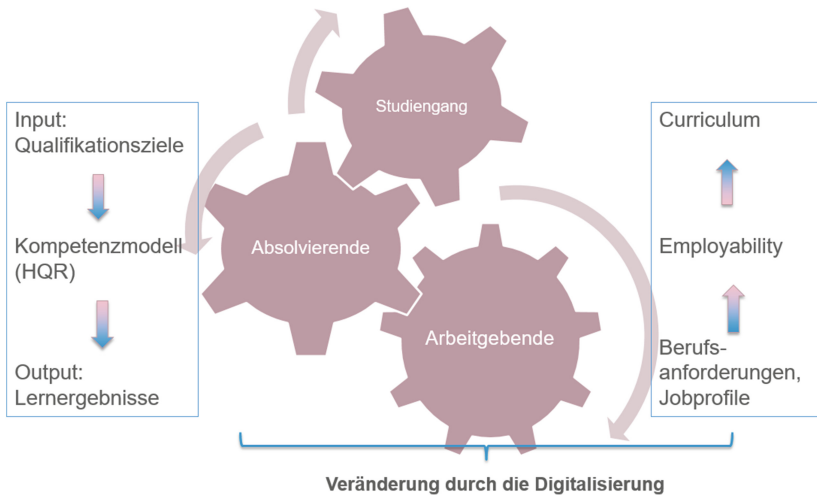 Input:
Qualifikationsziele
Kompetenzmodell
(HQR)
Output:
Lernergebnisse
Studiengang
Absolvierende
Arbeitgebende
Curriculum
Employability
Berufs-
anforderungen,
Jobprofile
Veränderung durch die Digitalisierung